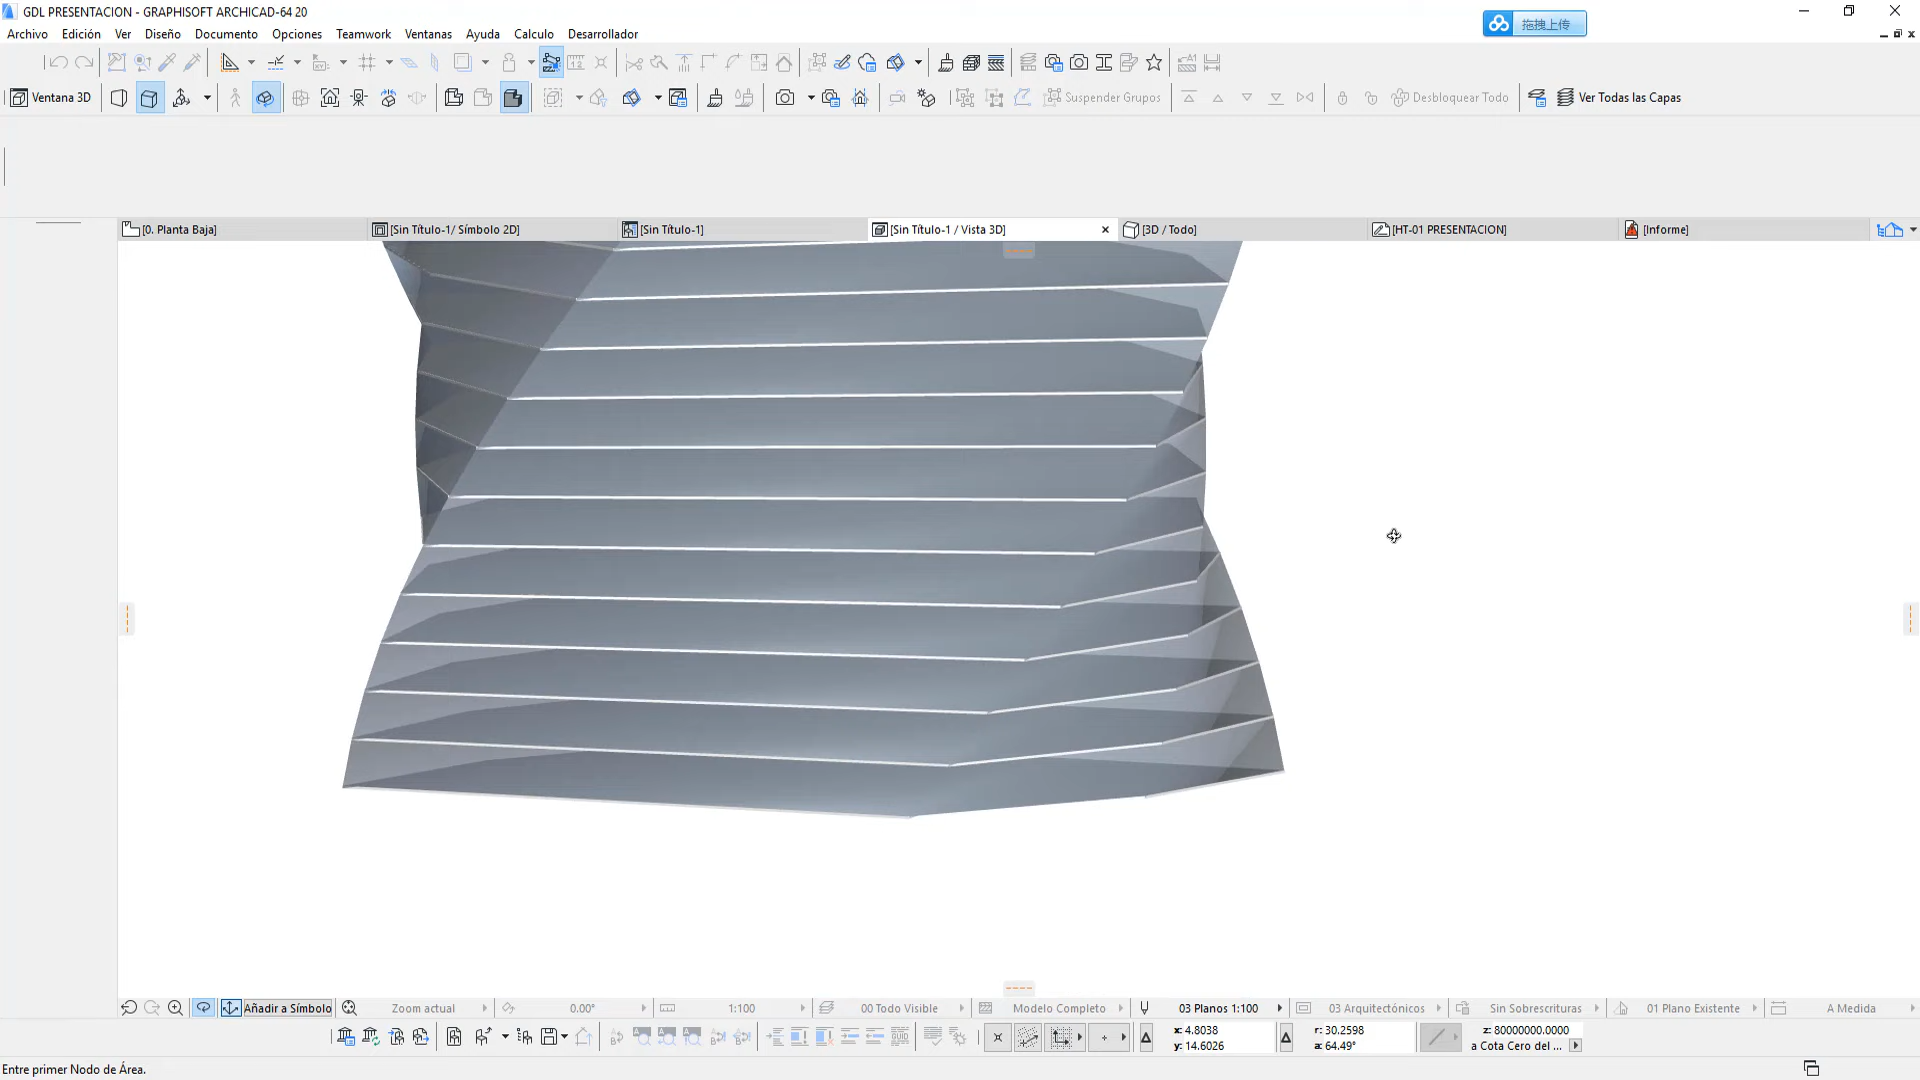 GDL PRESENTACION - GRAPHISOFT ARCHICAD-64 20
拖拽上传
Archivo Edición Ver Diseño Documento Opciones Teamwork Ventanas Ayuda Calculo Desarrollador
Ventana 3D Suspender Grupos Desbloquear Todo Ver Todas las Capas
[0. Planta Baja] [Sin Título-1/ Símbolo 2D] [Sin Título-1] [Sin Título-1 / Vista 3D] [3D / Todo] [HT-01 PRESENTACION] [Informe]
Añadir a Símbolo Zoom actual 0.00° 1:100 00 Todo Visible Modelo Completo 03 Planos 1:100 03 Arquitectónicos Sin Sobrescrituras 01 Plano Existente A Medida
x: 4.8038 r: 30.2598 z: 80000000.0000
y: 14.6026 a: 64.49° a Cota Cero del ...
Entre primer Nodo de Área.